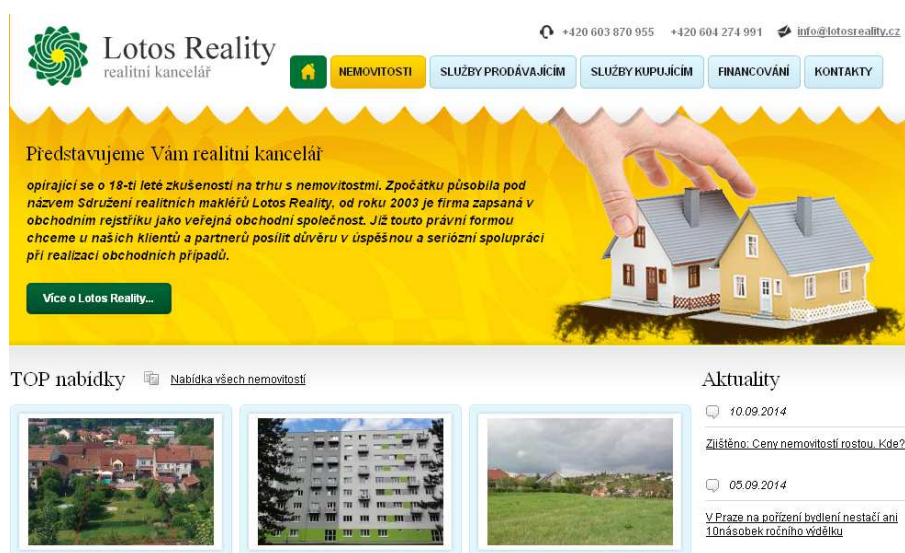 +420 603 870 955 +420 604 274 991 info@lotosreality.cz
Lotos Reality
realitní kancelář
NEMOVITOSTI SLUŽBY PRODÁVAJÍCÍM SLUŽBY KUPUJÍCÍM FINANCOVÁNÍ KONTAKTY
Představujeme Vám realitní kancelář
opírající se o 18-ti leté zkušenosti na trhu s nemovitostmi. Zpočátku působila pod
názvem Sdružení realitních makléřů Lotos Reality, od roku 2003 je firma zapsaná v
obchodním rejstříku jako veřejná obchodní společnost. Již touto právní formou
chceme u našich klientů a partnerů posílit důvěru v úspěšnou a seriózní spolupráci
při realizaci obchodních případů.
Více o Lotos Reality...
TOP nabídky Nabídka všech nemovitostí
Aktuality
10.09.2014
Zjištěno: Ceny nemovitostí rostou. Kde?
05.09.2014
V Praze na pořízení bydlení nestačí ani
10násobek ročního výdělku